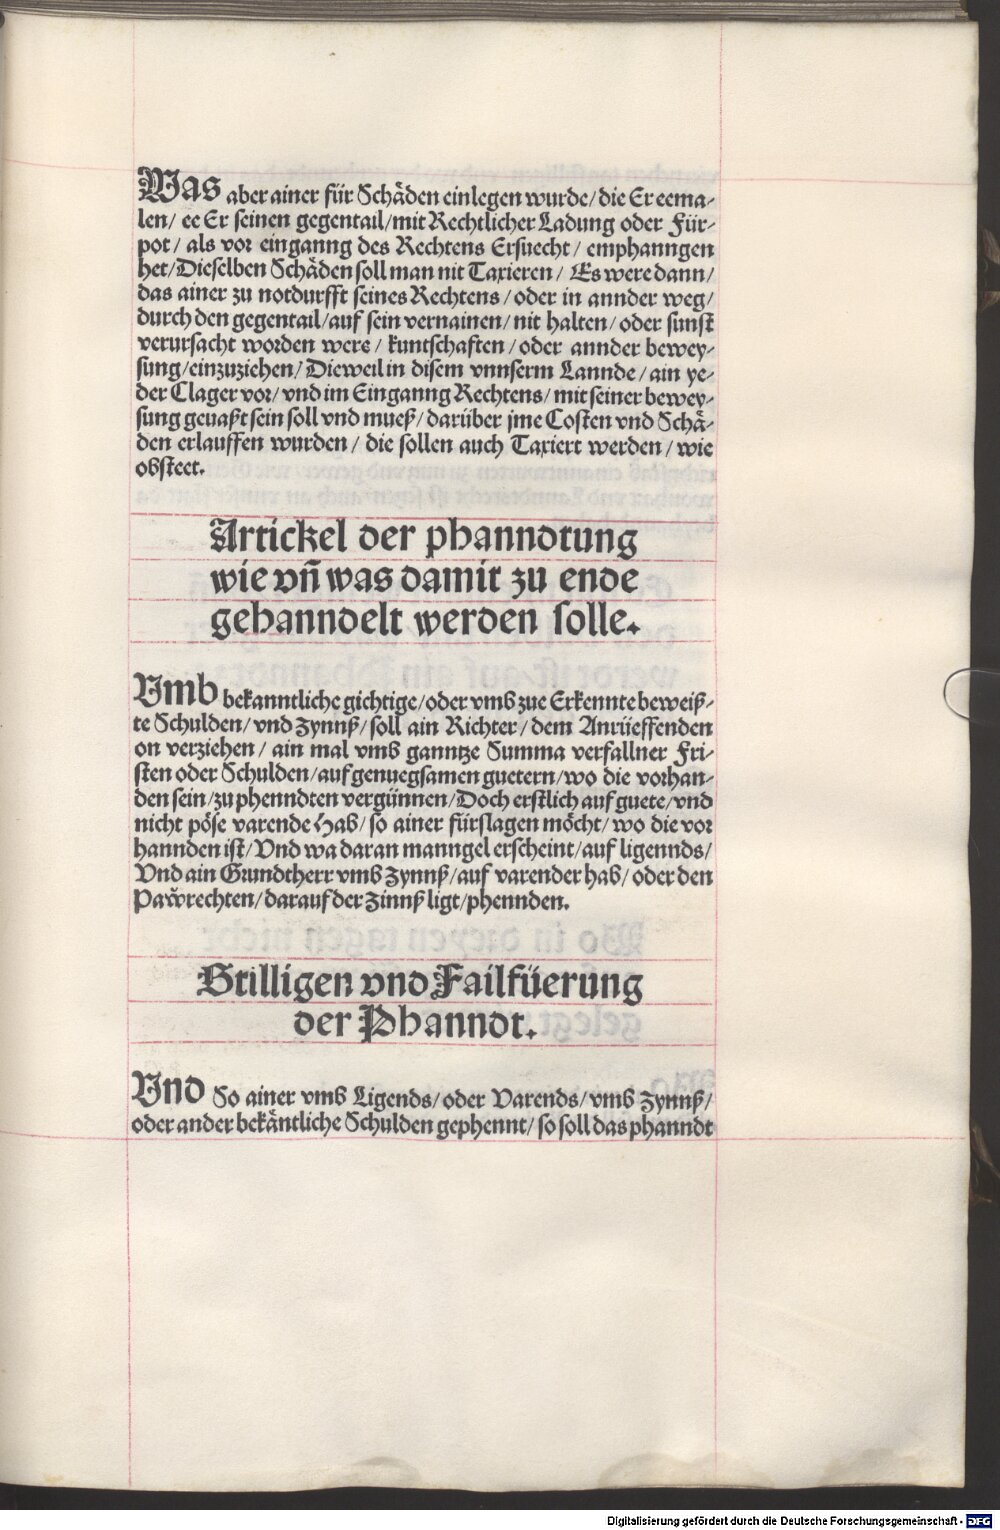 Was aber ainer für Schäden einlegen wurde/ die Er eema-
len/ ee Er seinen gegentail/ mit Rechtlicher Ladung oder Für-
pot/ als vor einganng des Rechtens Ersuecht/ emphanngen
het/ Dieselben Schäden soll man nit Taxieren/ Es were dann/
das ainer zu notdurfft seines Rechtens/ oder in annder weg/
durch den gegentail/ auf sein vernainen/ nit halten/ oder sunst
verursacht worden were/ kuntschaften/ oder annder bewey-
sung/ einzuziehen/ Dieweil in disem vnnserm Lannde/ ain ye-
der Clager vor/ vnd im Einganng Rechtens/ mit seiner bewey-
sung geuaßt sein soll vnd mueß/ darüber jme Costen vnd Schä-
den erlauffen wurden/ die sollen auch Taxiert werden/ wie
obsteet.
Artickel der phanndtung
wie vñ was damit zu ende
gehanndelt werden solle.
Vmb bekanntliche gichtige/ oder vmb zue Erkennte beweiß-
te Schulden/ vnd Zynnß/ soll ain Richter/ dem Anrüeffenden
on verziehen/ ain mal vmb ganntze Summa verfallner Fri-
sten oder Schulden/ auf genuegsamen guetern/ wo die vorhan-
den sein/ zu phenndten vergünnen/ Doch erstlich auf guete/ vnd
nicht pöse varende Hab/ so ainer fürslagen möcht/ wo die vor
hannden ist/ Vnd wa daran manngel erscheint/ auf ligennds/
Vnd ain Grundtherr vmb Zynnß/ auf varender hab/ oder den
Paw̌rechten/ darauf der Zinnß ligt/ phennden.
Stilligen vnd Failfüerung
der Phanndt.
Vnd So ainer vmb Ligends/ oder Varends/ vmb Zynnß/
oder ander bekäntliche Schulden gephennt/ so soll das phanndt
Digitalisierung gefördert durch die Deutsche Forschungsgemeinschaft - DFG